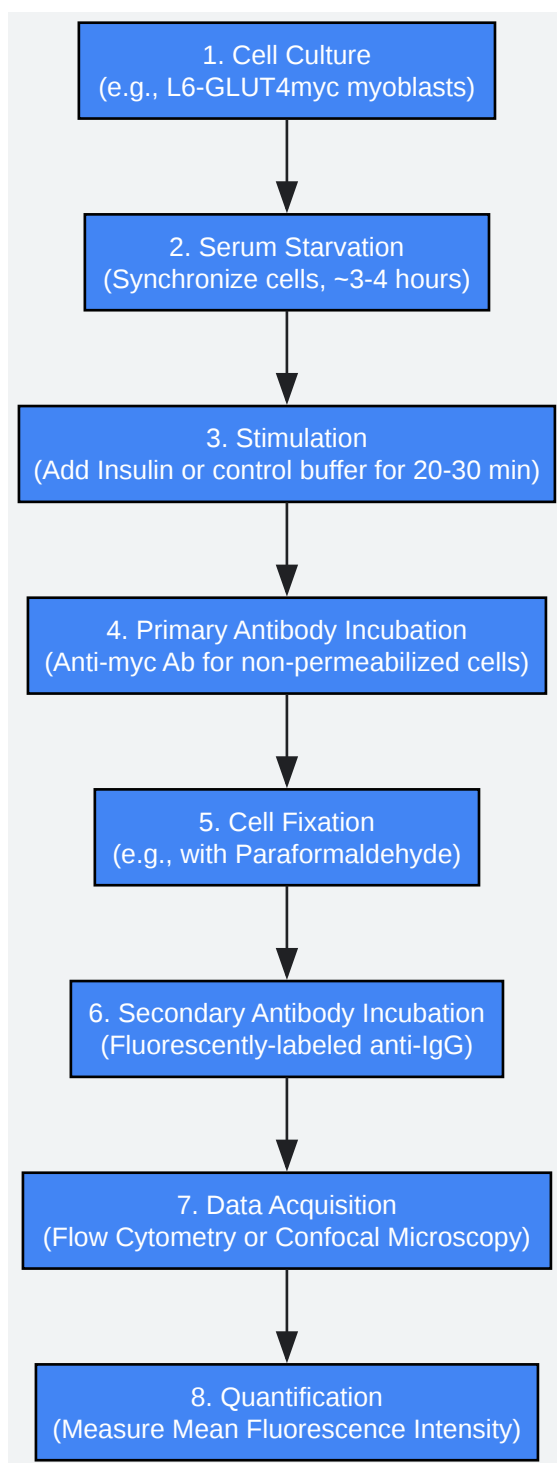 1. Cell Culture
(e.g., L6-GLUT4myc myoblasts)
2. Serum Starvation
(Synchronize cells, ~3-4 hours)
3. Stimulation
(Add Insulin or control buffer for 20-30 min)
4. Primary Antibody Incubation
(Anti-myc Ab for non-permeabilized cells)
5. Cell Fixation
(e.g., with Paraformaldehyde)
6. Secondary Antibody Incubation
(Fluorescently-labeled anti-IgG)
7. Data Acquisition
(Flow Cytometry or Confocal Microscopy)
8. Quantification
(Measure Mean Fluorescence Intensity)